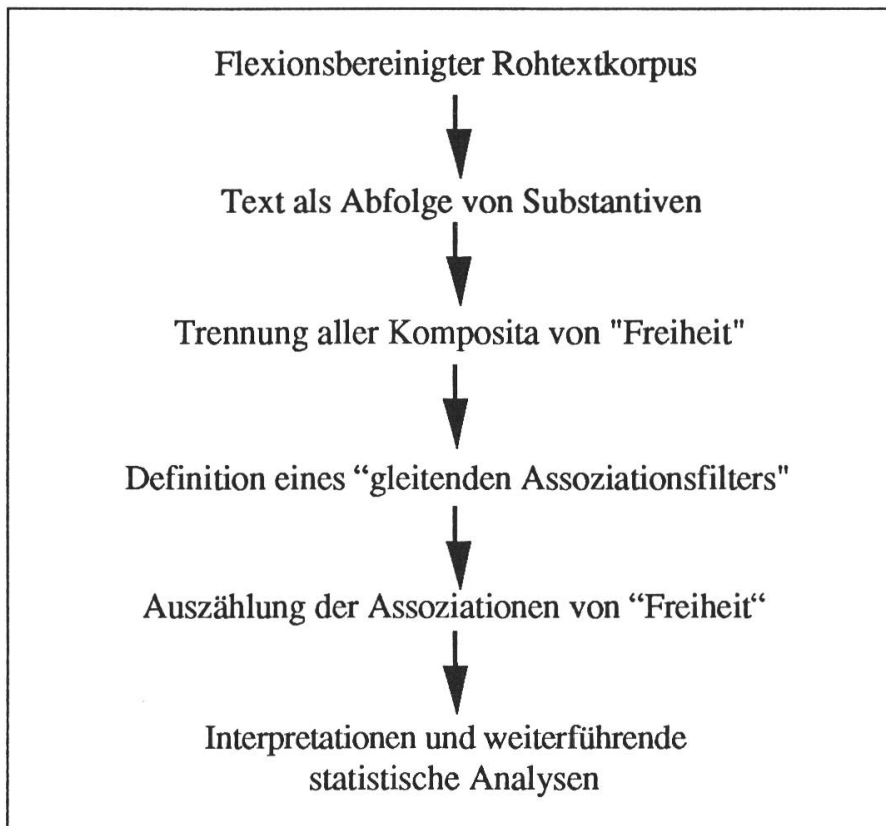 Flexionsbereinigter Rohtextkorpus
Text als Abfolge von Substantiven
Trennung aller Komposita von "Freiheit"
Definition eines “gleitenden Assoziationsfilters"
Auszählung der Assoziationen von “Freiheit“
Interpretationen und weiterführende
statistische Analysen